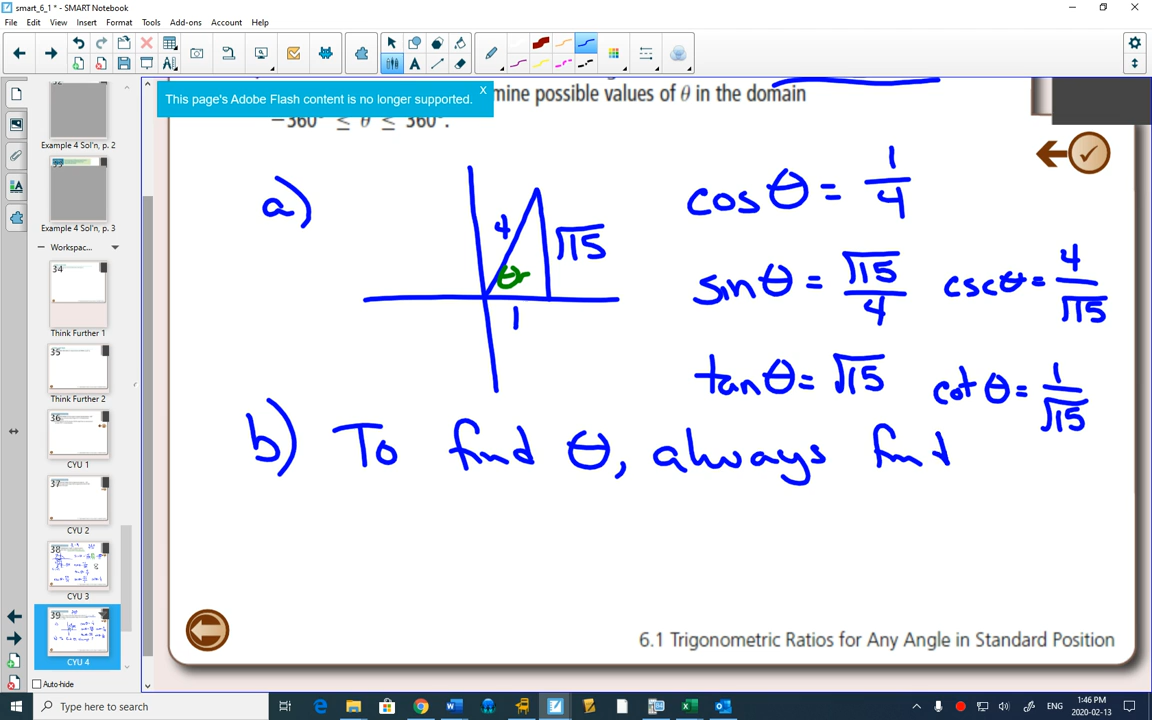 smart_6_1 * - SMART Notebook
File Edit View Insert Format Tools Add-ons Account Help
This page's Adobe Flash content is no longer supported. X
mine possible values of θ in the domain
−360° ≤ θ ≤ 360°.
a)
4
√15
θ
1
cos θ = 1/4
sin θ = √15/4 csc θ = 4/√15
tan θ = √15 cot θ = 1/√15
b) To find θ, always find
6.1 Trigonometric Ratios for Any Angle in Standard Position
Example 4 Sol'n, p. 2
33
Example 4 Sol'n, p. 3
Workspac...
34
Think Further 1
35
Think Further 2
36
CYU 1
37
CYU 2
38
CYU 3
39
CYU 4
Auto-hide
Type here to search
ENG
1:46 PM
2020-02-13